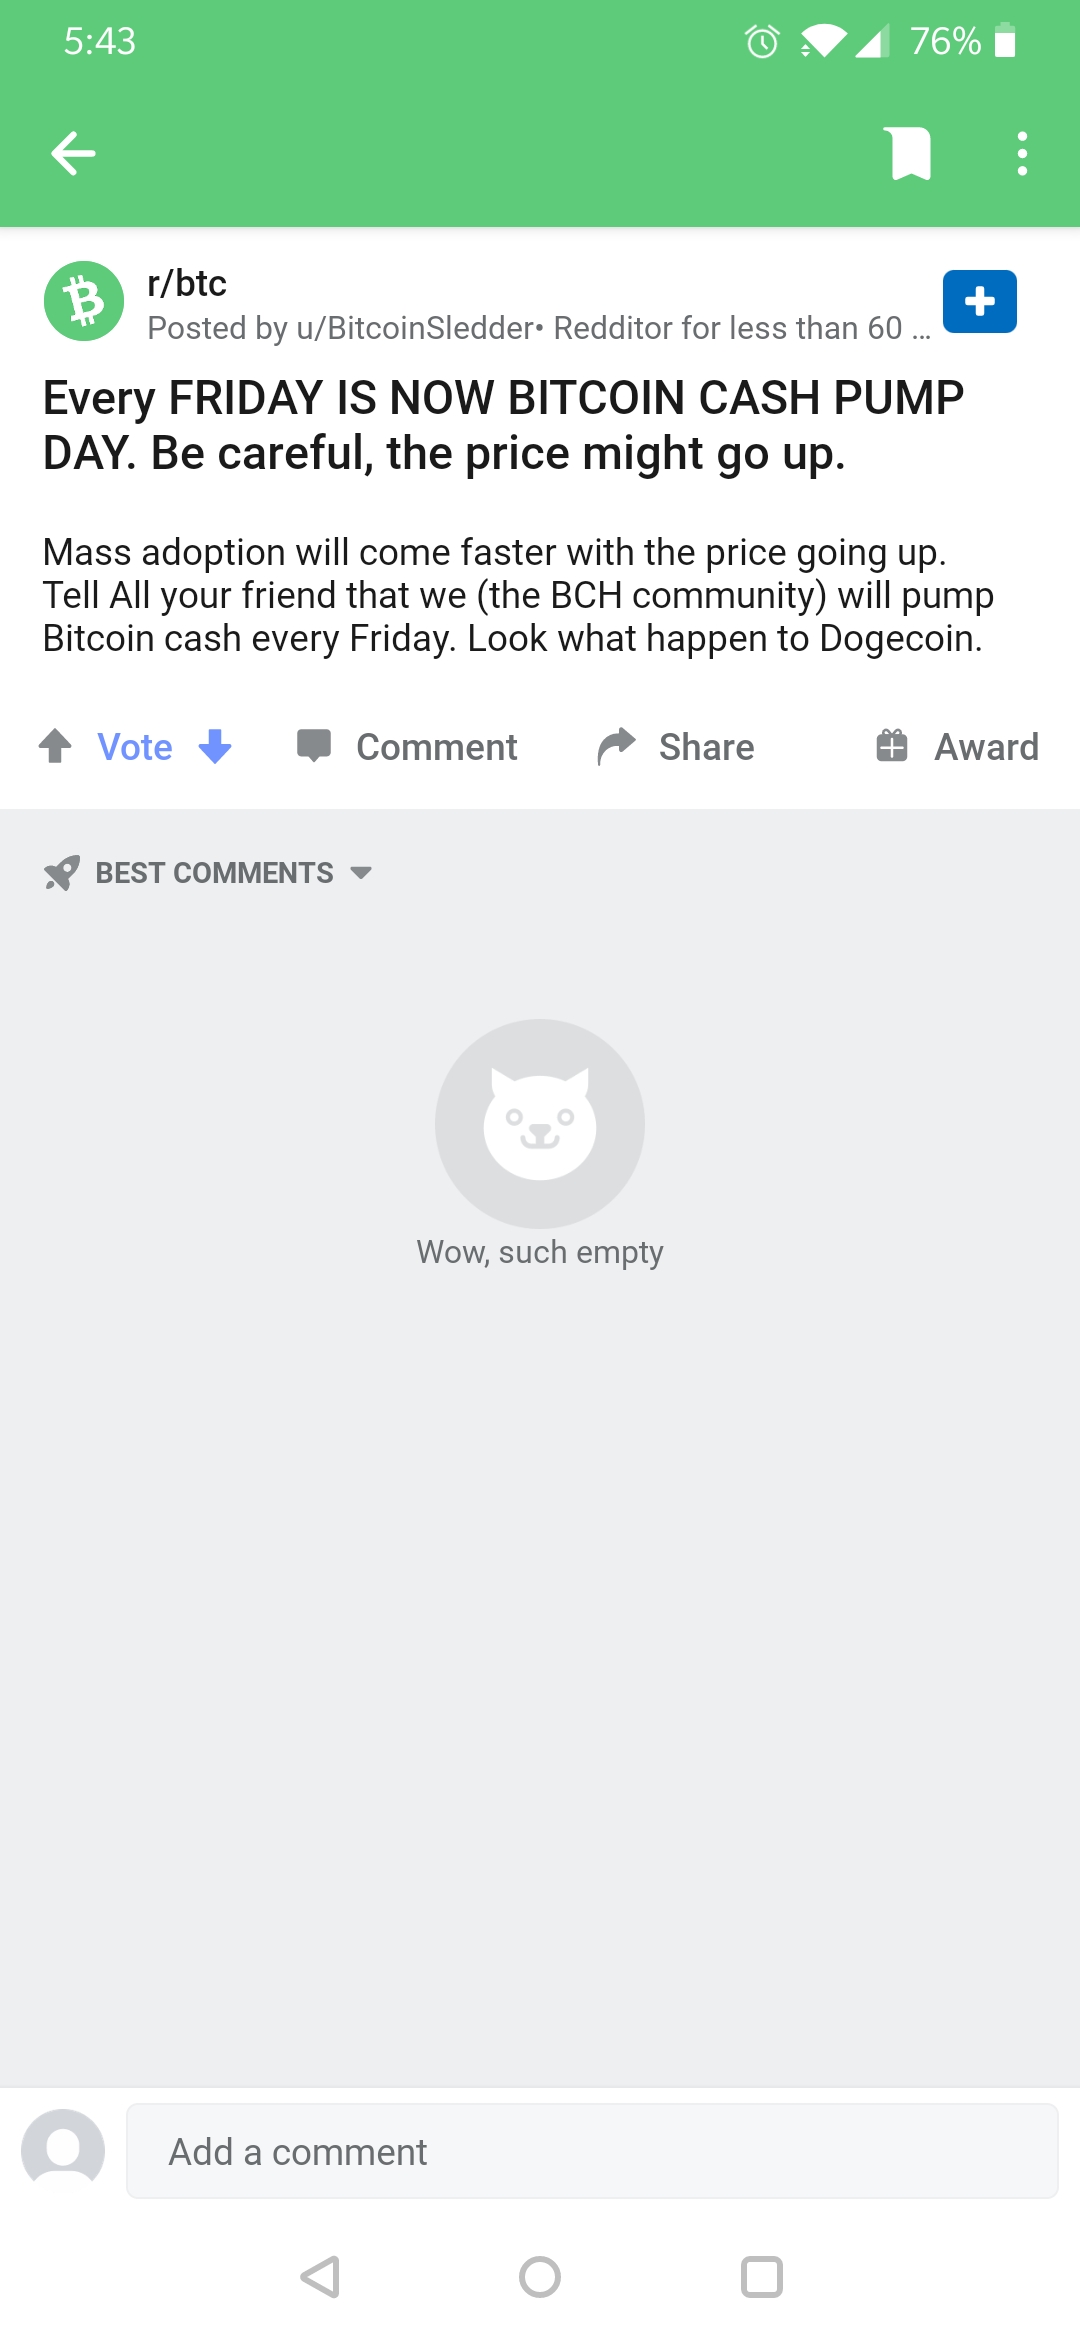 5:43
76%
r/btc
Posted by u/BitcoinSledder• Redditor for less than 60 ...
Every FRIDAY IS NOW BITCOIN CASH PUMP
DAY. Be careful, the price might go up.
Mass adoption will come faster with the price going up.
Tell All your friend that we (the BCH community) will pump
Bitcoin cash every Friday. Look what happen to Dogecoin.
Vote
Comment
Share
Award
BEST COMMENTS
Wow, such empty
Add a comment